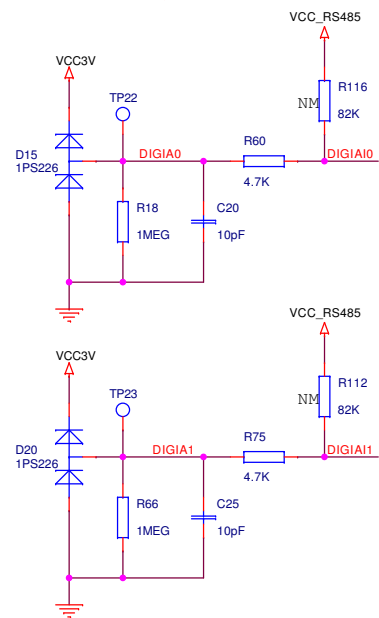 VCC_RS485
VCC3V
R116
NM
82K
TP22
D15
1PS226
DIGIA0
R60
4.7K
DIGIAI0
R18
1MEG
C20
10pF
VCC_RS485
VCC3V
R112
NM
82K
TP23
D20
1PS226
DIGIA1
R75
4.7K
DIGIAI1
R66
1MEG
C25
10pF